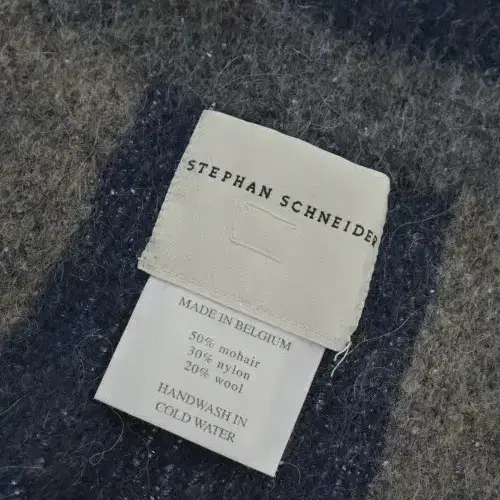 STEPHAN SCHNEIDER
MADE IN BELGIUM
50% mohair
30% nylon
20% wool
HANDWASH IN
COLD WATER